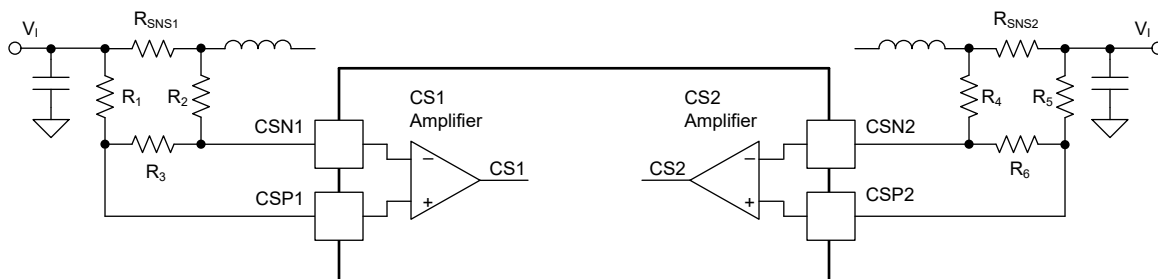 V_I
R_SNS1
R_SNS2
V_I
R_1
R_2
CS1
Amplifier
CS2
Amplifier
R_4
R_5
CSN1
CSN2
R_3
−
CS1
CS2
−
R_6
CSP1
+
+
CSP2